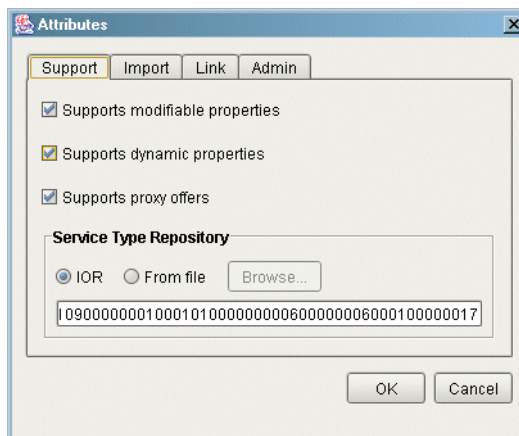 Attributes
Support Import Link Admin
Supports modifiable properties
Supports dynamic properties
Supports proxy offers
Service Type Repository
IOR From file Browse...
OK Cancel